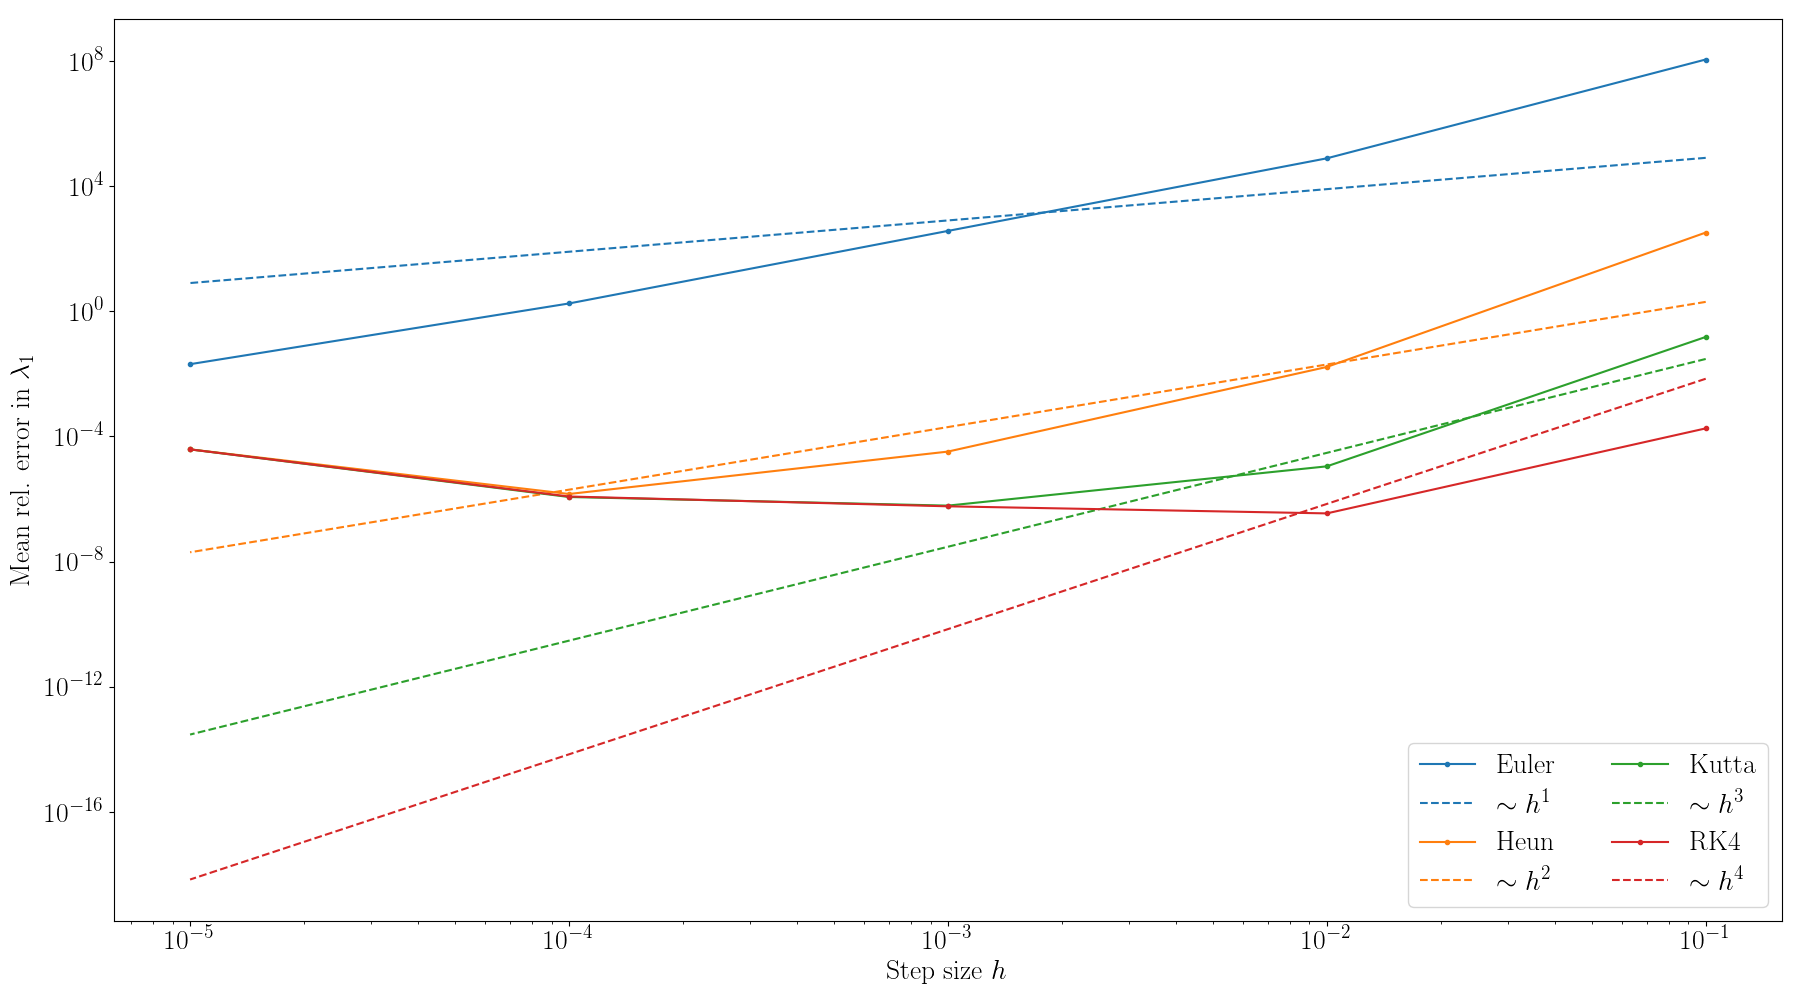 10^8
10^4
10^0
10^{-4}
10^{-8}
10^{-12}
10^{-16}
Mean rel. error in λ_1
10^{-5} 10^{-4} 10^{-3} 10^{-2} 10^{-1}
Step size h
Euler
∼ h^1
Heun
∼ h^2
Kutta
∼ h^3
RK4
∼ h^4